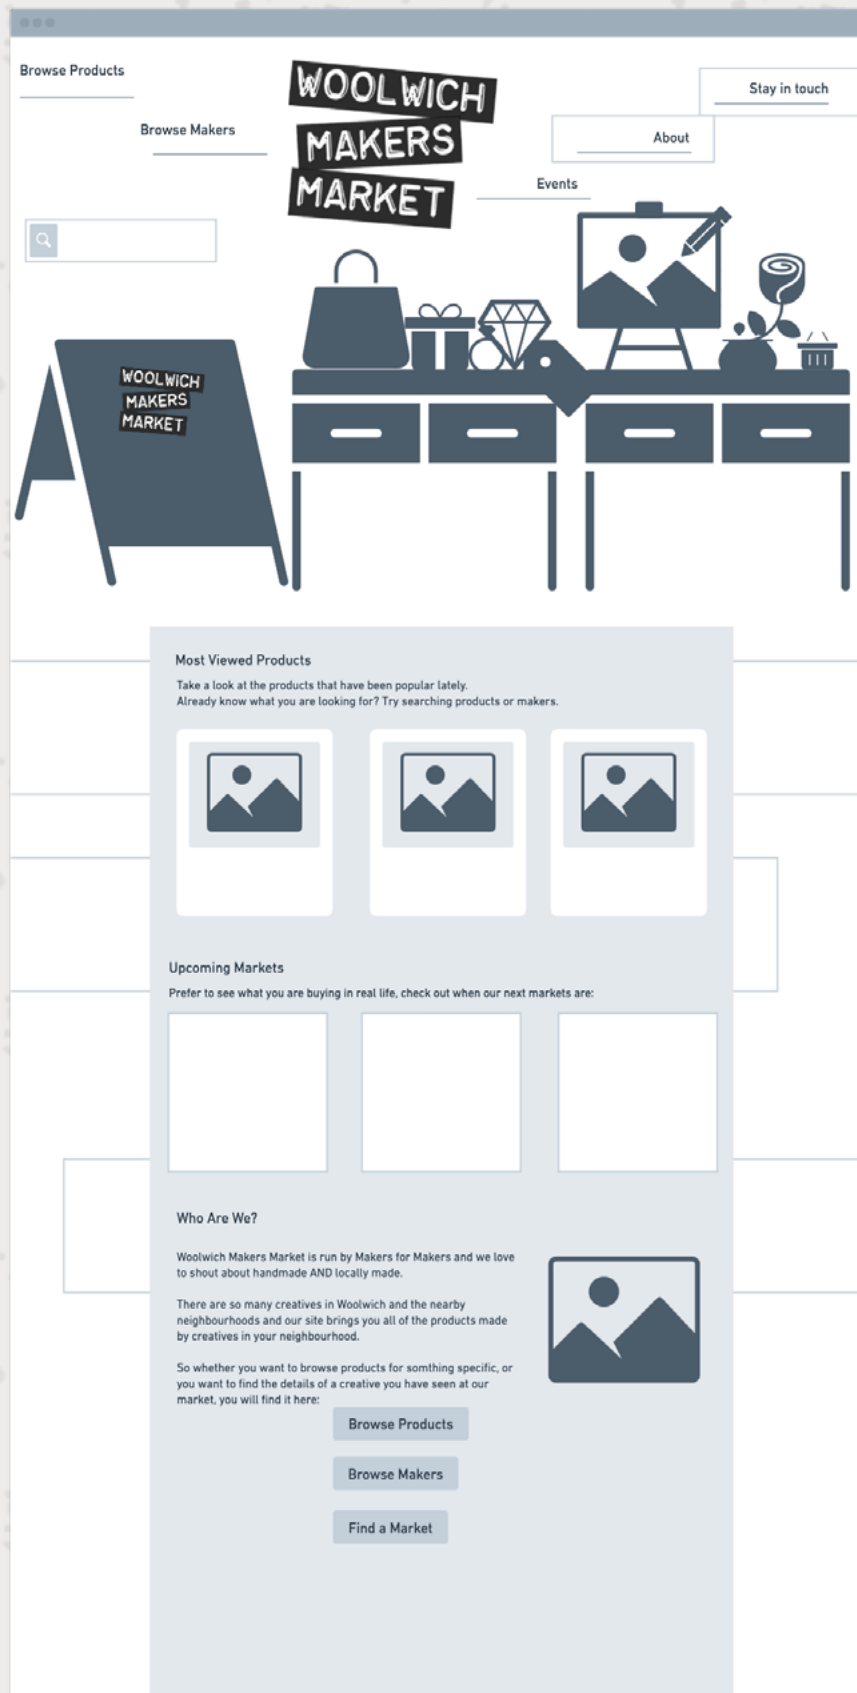 Browse Products
Browse Makers
WOOLWICH
MAKERS
MARKET
Stay in touch
About
Events
WOOLWICH
MAKERS
MARKET
Most Viewed Products
Take a look at the products that have been popular lately.
Already know what you are looking for? Try searching products or makers.
Upcoming Markets
Prefer to see what you are buying in real life, check out when our next markets are:
Who Are We?
Woolwich Makers Market is run by Makers for Makers and we love
to shout about handmade AND locally made.
There are so many creatives in Woolwich and the nearby
neighbourhoods and our site brings you all of the products made
by creatives in your neighbourhood.
So whether you want to browse products for somthing specific, or
you want to find the details of a creative you have seen at our
market, you will find it here:
Browse Products
Browse Makers
Find a Market